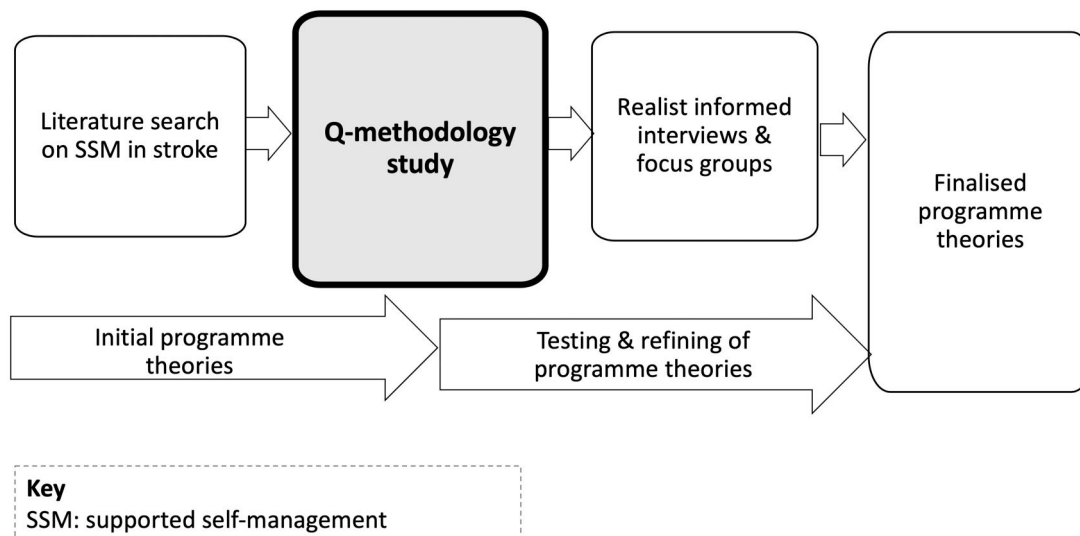 Literature search
on SSM in stroke
Q-methodology
study
Realist informed
interviews &
focus groups
Finalised
programme
theories
Initial programme
theories
Testing & refining of
programme theories
Key
SSM: supported self-management